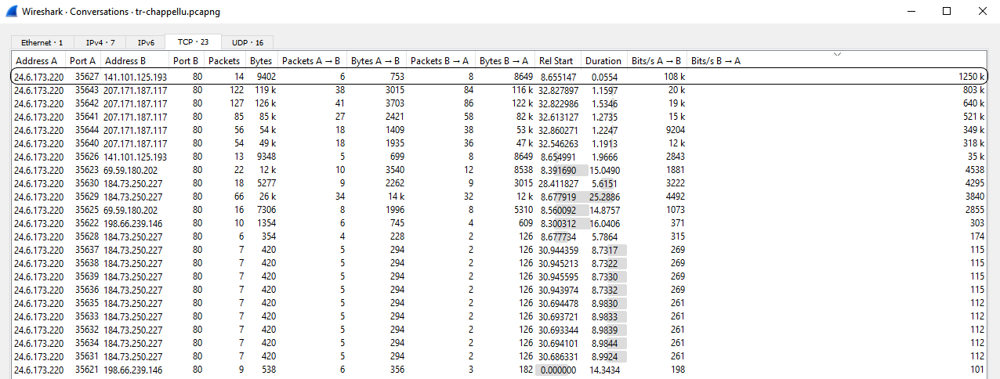 Wireshark · Conversations · tr-chappellu.pcapng
Ethernet · 1 IPv4 · 7 IPv6 TCP · 23 UDP · 16
Address A Port A Address B Port B Packets Bytes Packets A → B Bytes A → B Packets B → A Bytes B → A Rel Start Duration Bits/s A → B Bits/s B → A
24.6.173.220 35627 141.101.125.193 80 14 9402 6 753 8 8649 8.655147 0.0554 108 k 1250 k
24.6.173.220 35643 207.171.187.117 80 122 119 k 38 3015 84 116 k 32.827897 1.1597 20 k 803 k
24.6.173.220 35642 207.171.187.117 80 127 126 k 41 3703 86 122 k 32.822986 1.5346 19 k 640 k
24.6.173.220 35641 207.171.187.117 80 85 85 k 27 2421 58 82 k 32.613127 1.2735 15 k 521 k
24.6.173.220 35644 207.171.187.117 80 56 54 k 18 1409 38 53 k 32.860271 1.2247 9204 349 k
24.6.173.220 35640 207.171.187.117 80 54 49 k 18 1935 36 47 k 32.546263 1.1913 12 k 318 k
24.6.173.220 35626 141.101.125.193 80 13 9348 5 699 8 8649 8.654991 1.9666 2843 35 k
24.6.173.220 35623 69.59.180.202 80 22 12 k 10 3540 12 8538 8.391690 15.0490 1881 4538
24.6.173.220 35630 184.73.250.227 80 18 5277 9 2262 9 3015 28.411827 5.6151 3222 4295
24.6.173.220 35629 184.73.250.227 80 66 26 k 34 14 k 32 12 k 8.677919 25.2886 4492 3840
24.6.173.220 35625 69.59.180.202 80 16 7306 8 1996 8 5310 8.560092 14.8757 1073 2855
24.6.173.220 35622 198.66.239.146 80 10 1354 6 745 4 609 8.300312 16.0406 371 303
24.6.173.220 35628 184.73.250.227 80 6 354 4 228 2 126 8.677734 5.7864 315 174
24.6.173.220 35637 184.73.250.227 80 7 420 5 294 2 126 30.944359 8.7317 269 115
24.6.173.220 35638 184.73.250.227 80 7 420 5 294 2 126 30.945213 8.7322 269 115
24.6.173.220 35639 184.73.250.227 80 7 420 5 294 2 126 30.945595 8.7330 269 115
24.6.173.220 35636 184.73.250.227 80 7 420 5 294 2 126 30.943974 8.7332 269 115
24.6.173.220 35635 184.73.250.227 80 7 420 5 294 2 126 30.694478 8.9830 261 112
24.6.173.220 35633 184.73.250.227 80 7 420 5 294 2 126 30.693721 8.9833 261 112
24.6.173.220 35632 184.73.250.227 80 7 420 5 294 2 126 30.693344 8.9839 261 112
24.6.173.220 35634 184.73.250.227 80 7 420 5 294 2 126 30.694101 8.9844 261 112
24.6.173.220 35631 184.73.250.227 80 7 420 5 294 2 126 30.686331 8.9924 261 112
24.6.173.220 35621 198.66.239.146 80 9 538 6 356 3 182 0.000000 14.3434 198 101